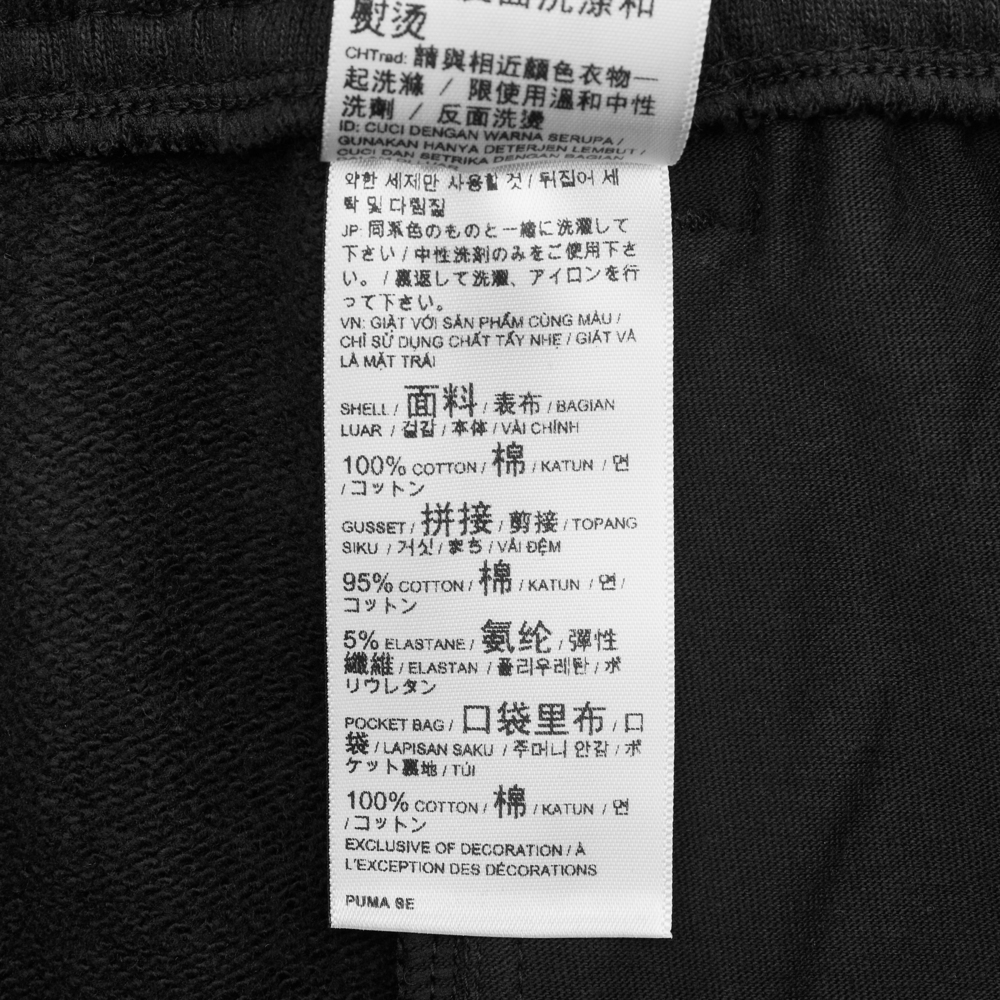 熨烫
CHTrad: 請與相近顏色衣物一
起洗滌 / 限使用溫和中性
洗劑 / 反面洗燙
ID: CUCI DENGAN WARNA SERUPA /
GUNAKAN HANYA DETERJEN LEMBUT /
CUCI DAN SETRIKA DENGAN BAGIAN
약한 세제만 사용할 것 / 뒤집어 세
탁 및 다림질
JP: 同系色のものと一緒に洗濯して
下さい / 中性洗剤のみをご使用下さ
い。 / 裏返して洗濯、アイロンを行
って下さい。
VN: GIẶT VỚI SẢN PHẨM CÙNG MÀU /
CHỈ SỬ DỤNG CHẤT TẨY NHẸ / GIẶT VÀ
LÀ MẶT TRÁI
SHELL / 面料 / 表布 / BAGIAN
LUAR / 겉감 / 本体 / VẢI CHÍNH
100% COTTON / 棉 / KATUN / 면
/ コットン
GUSSET / 拼接 / 剪接 / TOPANG
SIKU / 거싯 / まち / VẢI ĐỆM
95% COTTON / 棉 / KATUN / 면 /
コットン
5% ELASTANE / 氨纶 / 彈性
纖維 / ELASTAN / 폴리우레탄 / ポ
リウレタン
POCKET BAG / 口袋里布 / 口
袋 / LAPISAN SAKU / 주머니 안감 / ポ
ケット裏地 / TÚI
100% COTTON / 棉 / KATUN / 면
/ コットン
EXCLUSIVE OF DECORATION / À
L'EXCEPTION DES DÉCORATIONS
PUMA SE